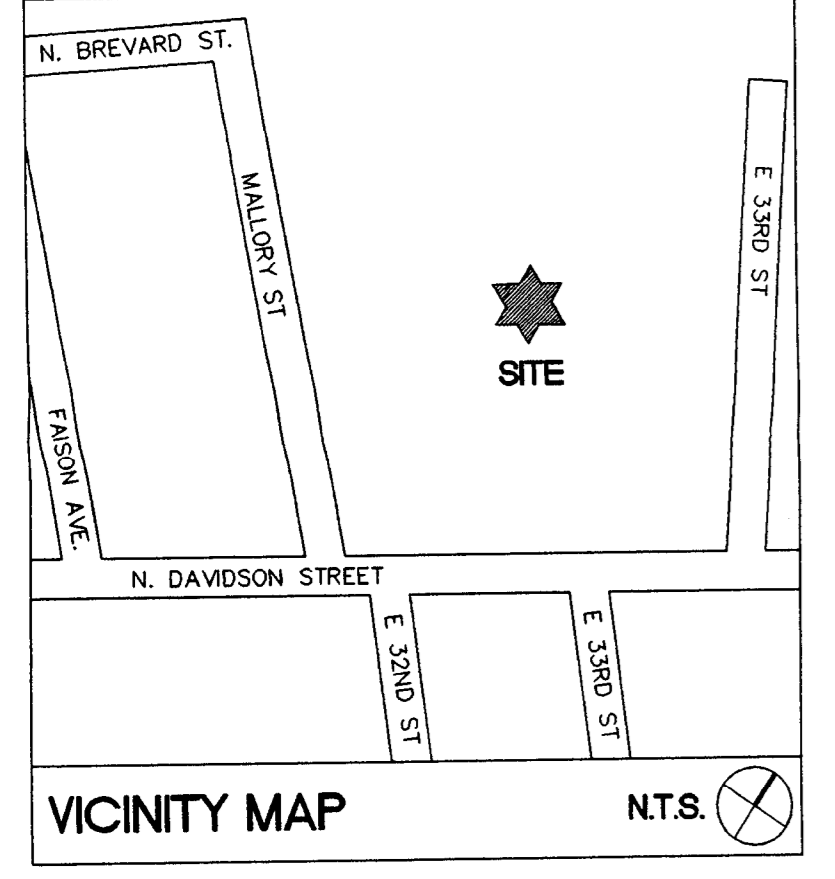 N. BREVARD ST.
MALLORY ST
E 33RD ST
SITE
FAISON AVE.
N. DAVIDSON STREET
E 32ND ST
E 33RD ST
VICINITY MAP
N.T.S.